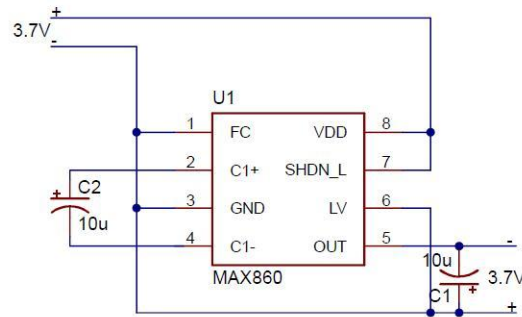 +
3.7V
-
U1
1 FC VDD 8
2 C1+ SHDN_L 7
+ C2
10u
3 GND LV 6
4 C1- OUT 5
MAX860
-
10u
3.7V
C1 +
+